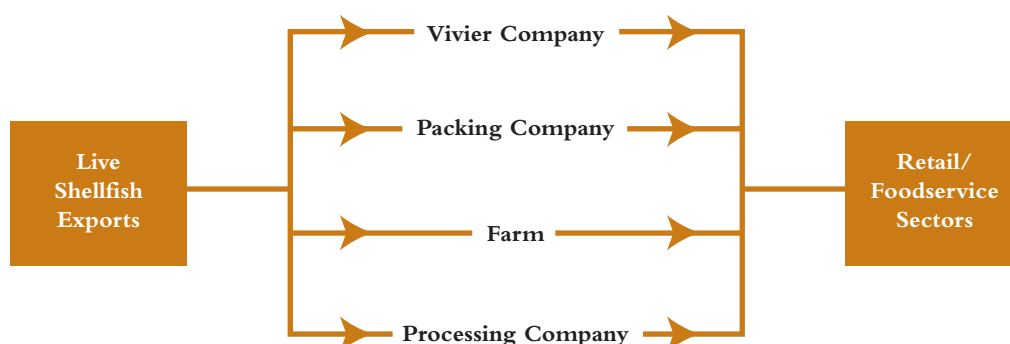 Vivier Company
Packing Company
Live
Shellfish
Exports
Retail/
Foodservice
Sectors
Farm
Processing Company